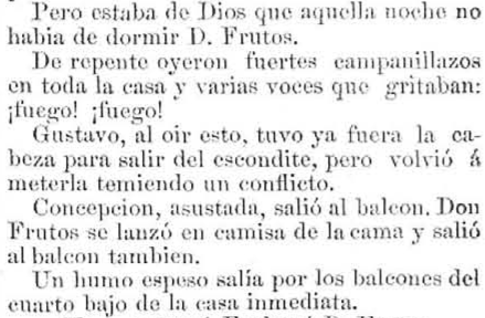 Pero estaba de Dios que aquella noche no
habia de dormir D. Frutos.
De repente oyeron fuertes campanillazos
en toda la casa y varias voces que gritaban:
¡fuego! ¡fuego!
Gustavo, al oir esto, tuvo ya fuera la ca-
beza para salir del escondite, pero volvió á
meterla temiendo un conflicto.
Concepcion, asustada, salió al balcon. Don
Frutos se lanzó en camisa de la cama y salió
al balcon tambien.
Un humo espeso salía por los balcones del
cuarto bajo de la casa inmediata.